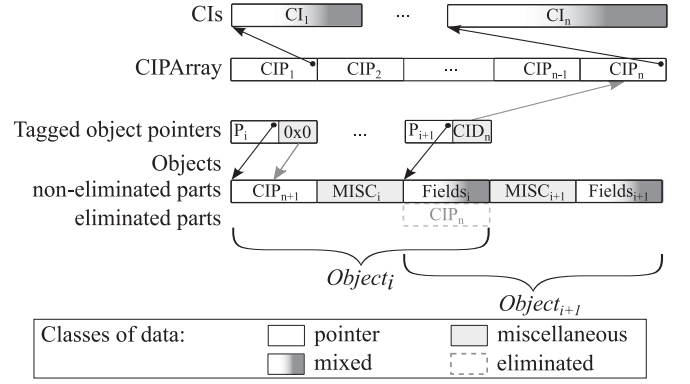 CIs CI₁ ... CIₙ
CIPArray CIP₁ CIP₂ ... CIPₙ₋₁ CIPₙ
Tagged object pointers Pᵢ 0x0 ... Pᵢ₊₁ CIDₙ
Objects
non-eliminated parts CIPₙ₊₁ MISCᵢ Fieldsᵢ MISCᵢ₊₁ Fieldsᵢ₊₁
eliminated parts CIPₙ
Objectᵢ
Objectᵢ₊₁
Classes of data: pointer miscellaneous
mixed eliminated